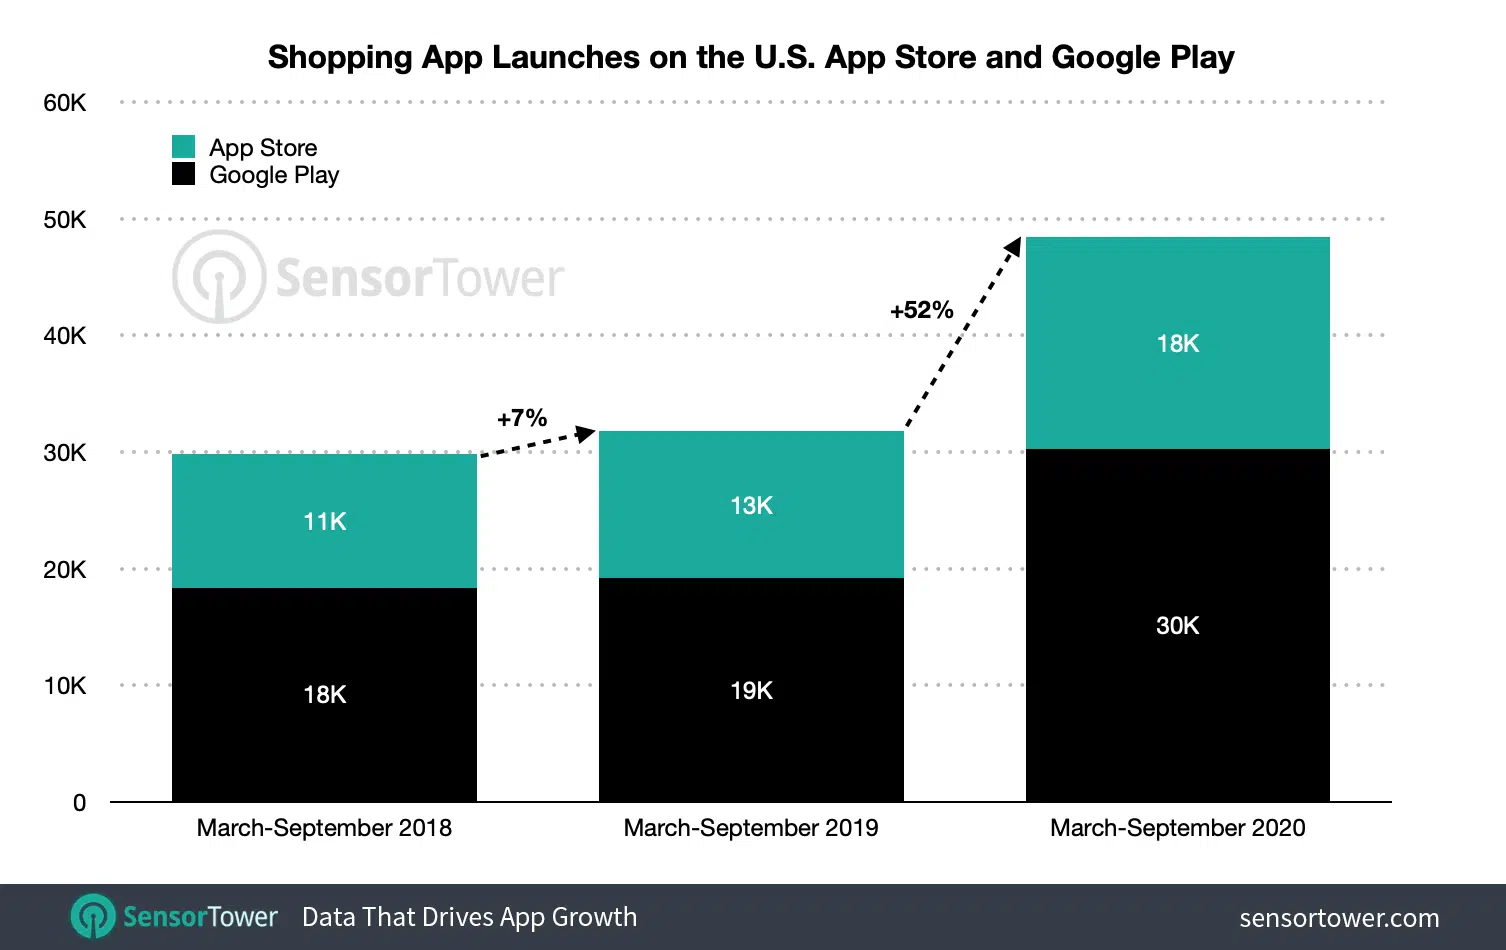 Shopping App Launches on the U.S. App Store and Google Play
60K
App Store
Google Play
50K
SensorTower
+52%
40K
18K
+7%
30K
11K
13K
20K
30K
18K
19K
10K
0
March-September 2018
March-September 2019
March-September 2020
SensorTower
Data That Drives App Growth
sensortower.com